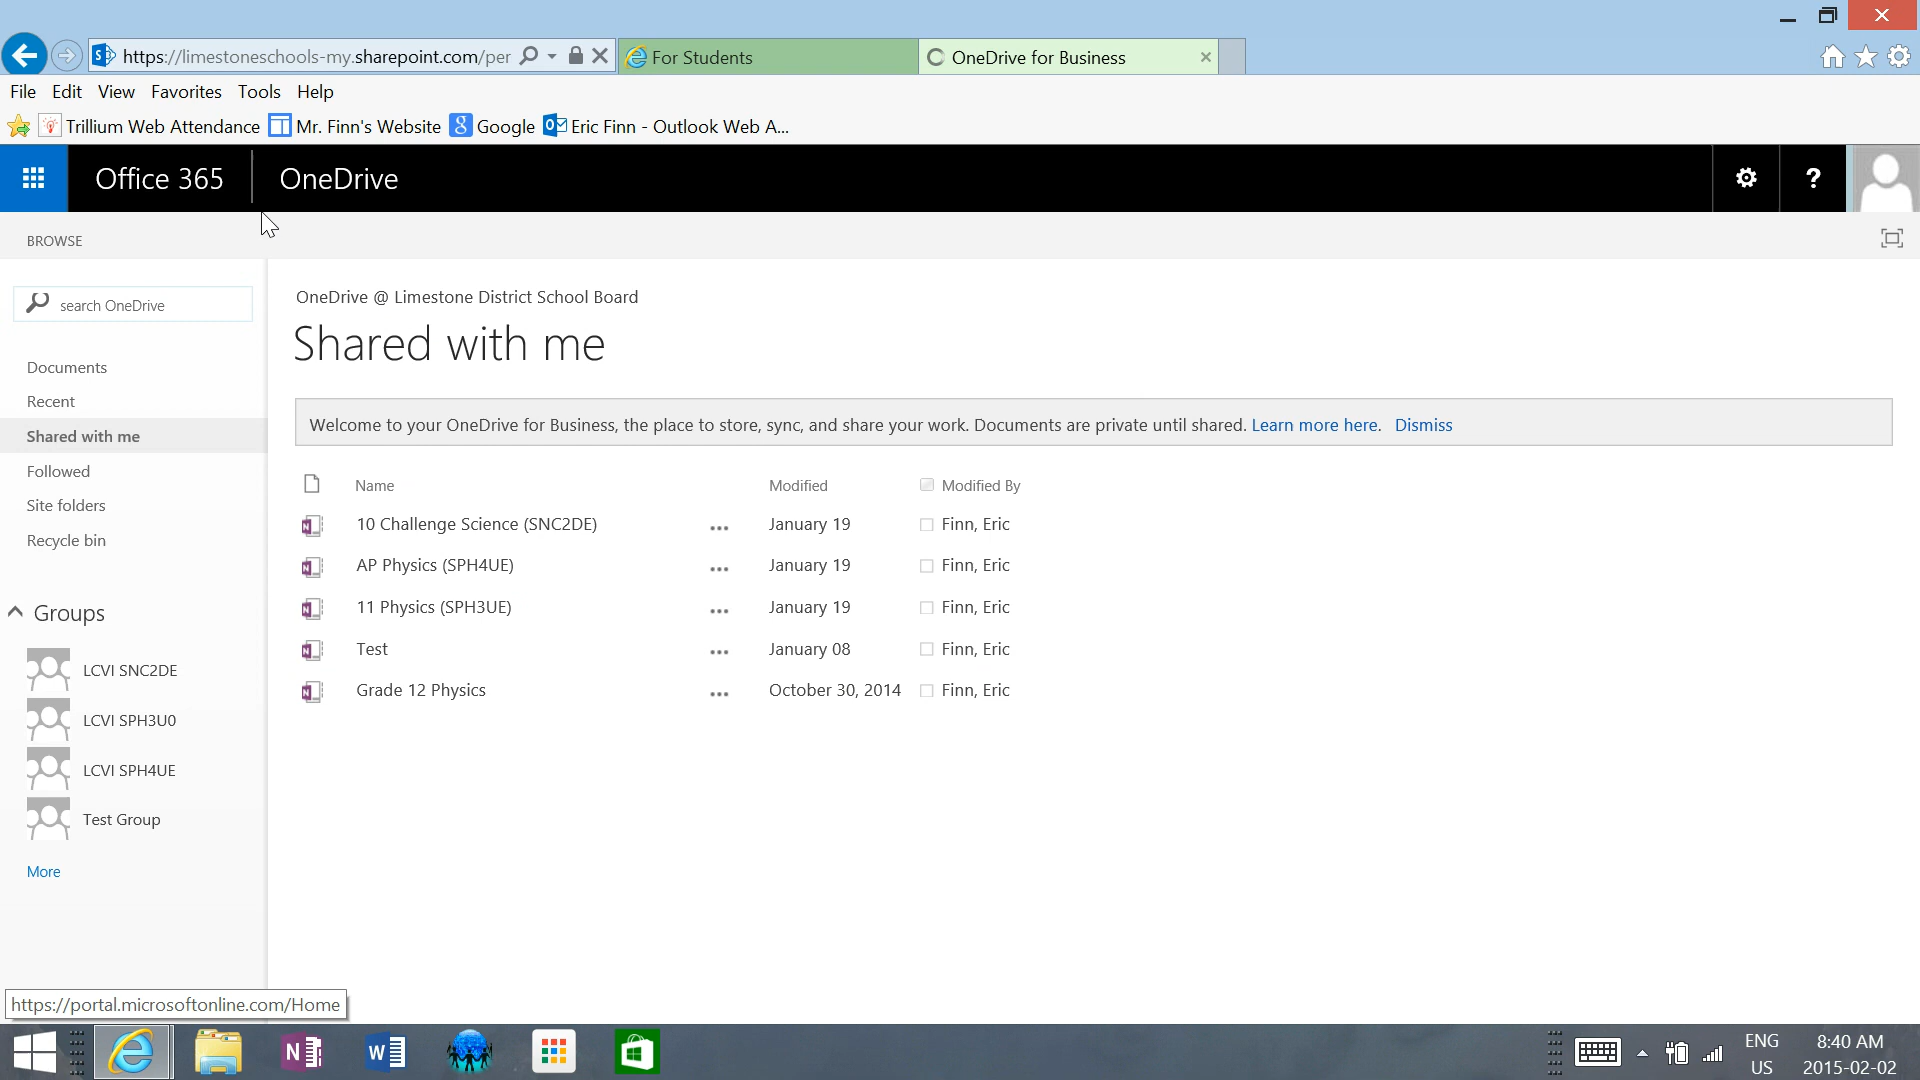 https://limestoneschools-my.sharepoint.com/per
For Students
OneDrive for Business
File Edit View Favorites Tools Help
Trillium Web Attendance Mr. Finn's Website Google Eric Finn - Outlook Web A...
Office 365 OneDrive ?
BROWSE
search OneDrive
Documents
Recent
Shared with me
Followed
Site folders
Recycle bin
Groups
LCVI SNC2DE
LCVI SPH3U0
LCVI SPH4UE
Test Group
More
OneDrive @ Limestone District School Board
Shared with me
Welcome to your OneDrive for Business, the place to store, sync, and share your work. Documents are private until shared. Learn more here. Dismiss
Name Modified Modified By
10 Challenge Science (SNC2DE) ... January 19 Finn, Eric
AP Physics (SPH4UE) ... January 19 Finn, Eric
11 Physics (SPH3UE) ... January 19 Finn, Eric
Test ... January 08 Finn, Eric
Grade 12 Physics ... October 30, 2014 Finn, Eric
https://portal.microsoftonline.com/Home
ENG 8:40 AM
US 2015-02-02